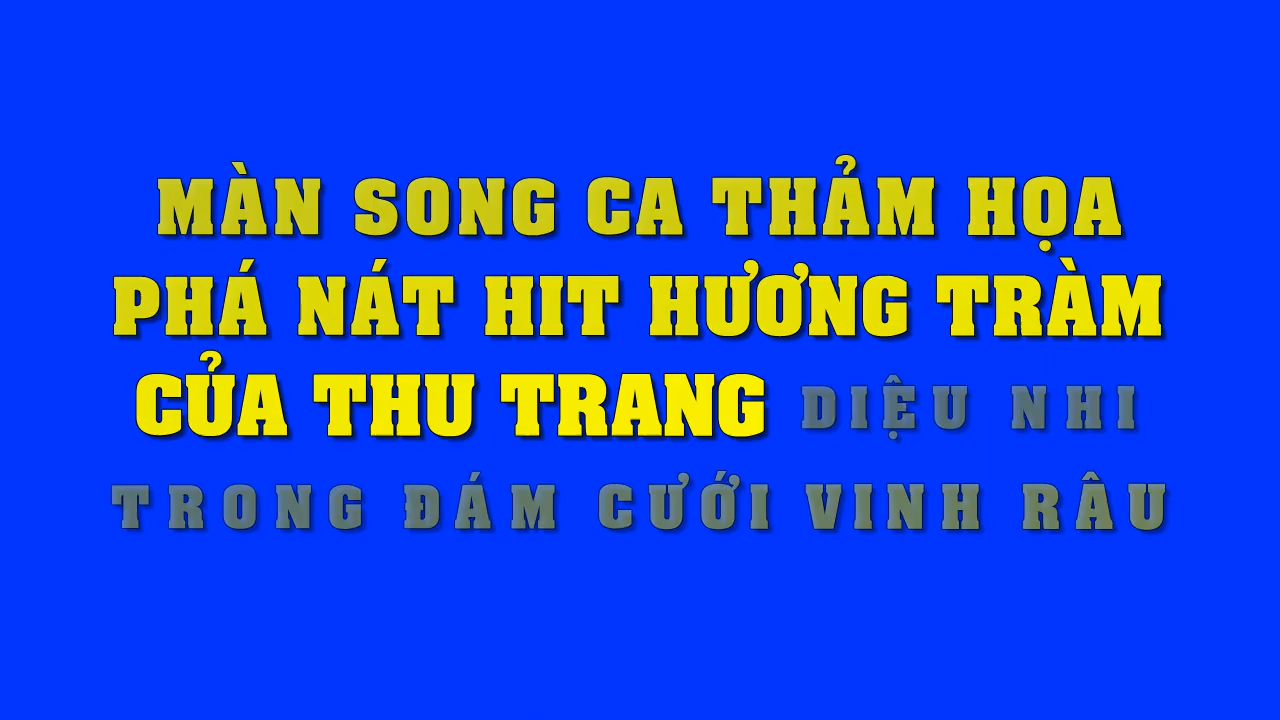 MÀN SONG CA THẢM HỌA
PHÁ NÁT HIT HƯƠNG TRÀM
CỦA THU TRANG DIỆU NHI
TRONG ĐÁM CƯỚI VINH RÂU